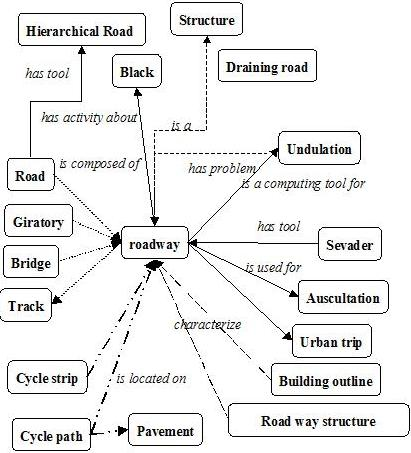 Structure
Hierarchical Road
Draining road
Black
has tool
has activity about
is a
Undulation
is composed of
has problem
Road
is a computing tool for
Giratory
has tool
roadway
Sevader
Bridge
is used for
Track
Auscultation
characterize
Urban trip
Cycle strip
is located on
Building outline
Road way structure
Cycle path
Pavement